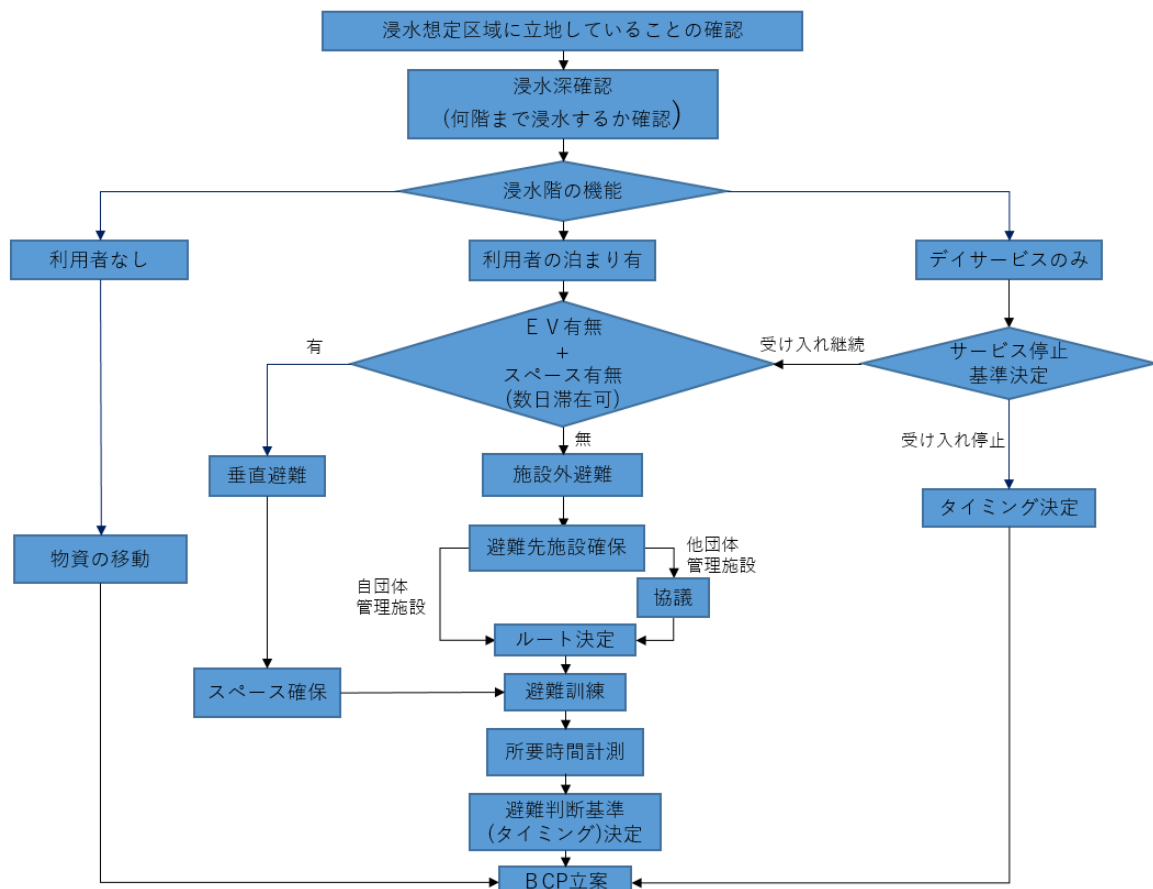 浸水想定区域に立地していることの確認
浸水深確認
(何階まで浸水するか確認)
浸水階の機能
利用者なし
利用者の泊まり有
デイサービスのみ
ＥＶ有無
+
スペース有無
(数日滞在可)
有
受け入れ継続
サービス停止
基準決定
無
受け入れ停止
垂直避難
施設外避難
タイミング決定
物資の移動
避難先施設確保
他団体
管理施設
自団体
管理施設
協議
ルート決定
スペース確保
避難訓練
所要時間計測
避難判断基準
(タイミング)決定
ＢCP立案